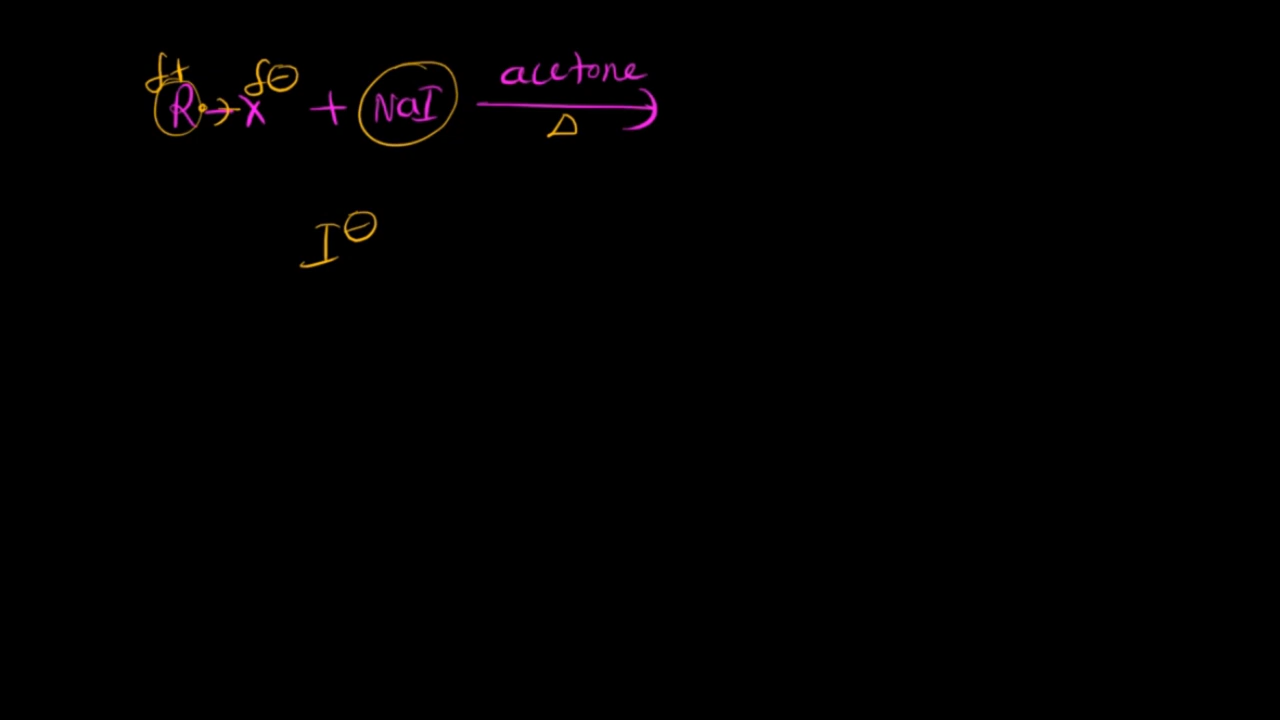 δ+ δ⊖
R→X + NaI acetone
Δ
I⊖